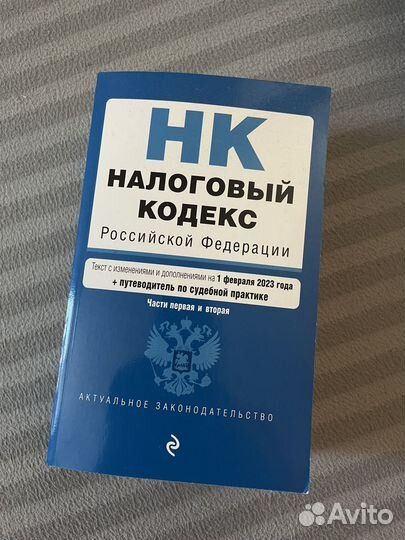 НК
НАЛОГОВЫЙ
КОДЕКС
Российской Федерации
Текст с изменениями и дополнениями на 1 февраля 2023 года
+ путеводитель по судебной практике
Части первая и вторая
АКТУАЛЬНОЕ ЗАКОНОДАТЕЛЬСТВО
Avito